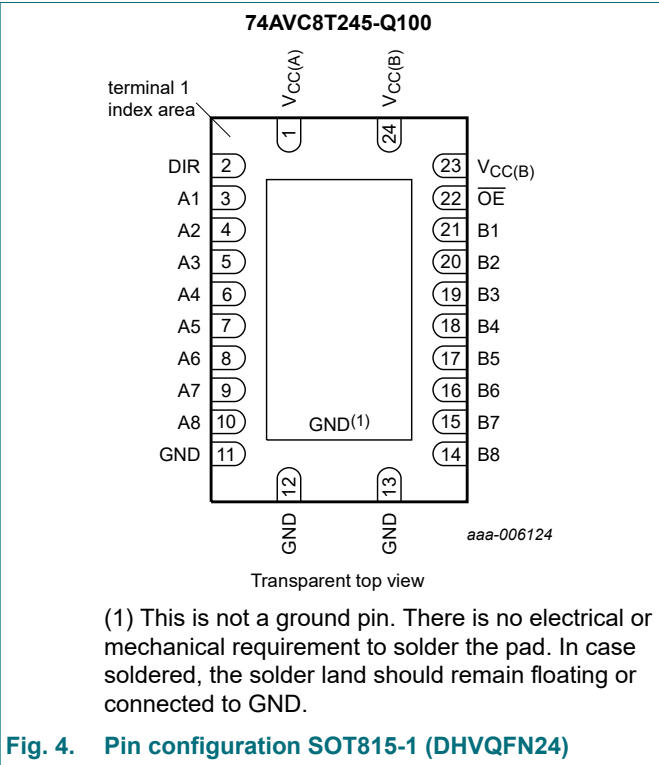 74AVC8T245-Q100
terminal 1
index area
VCC(A)
VCC(B)
1
24
DIR 2
23 VCC(B)
A1 3
22 OE
A2 4
21 B1
A3 5
20 B2
A4 6
19 B3
A5 7
18 B4
A6 8
17 B5
A7 9
16 B6
A8 10
15 B7
GND 11
14 B8
GND(1)
12
13
GND
GND
aaa-006124
Transparent top view
(1) This is not a ground pin. There is no electrical or
mechanical requirement to solder the pad. In case
soldered, the solder land should remain floating or
connected to GND.
Fig. 4. Pin configuration SOT815-1 (DHVQFN24)